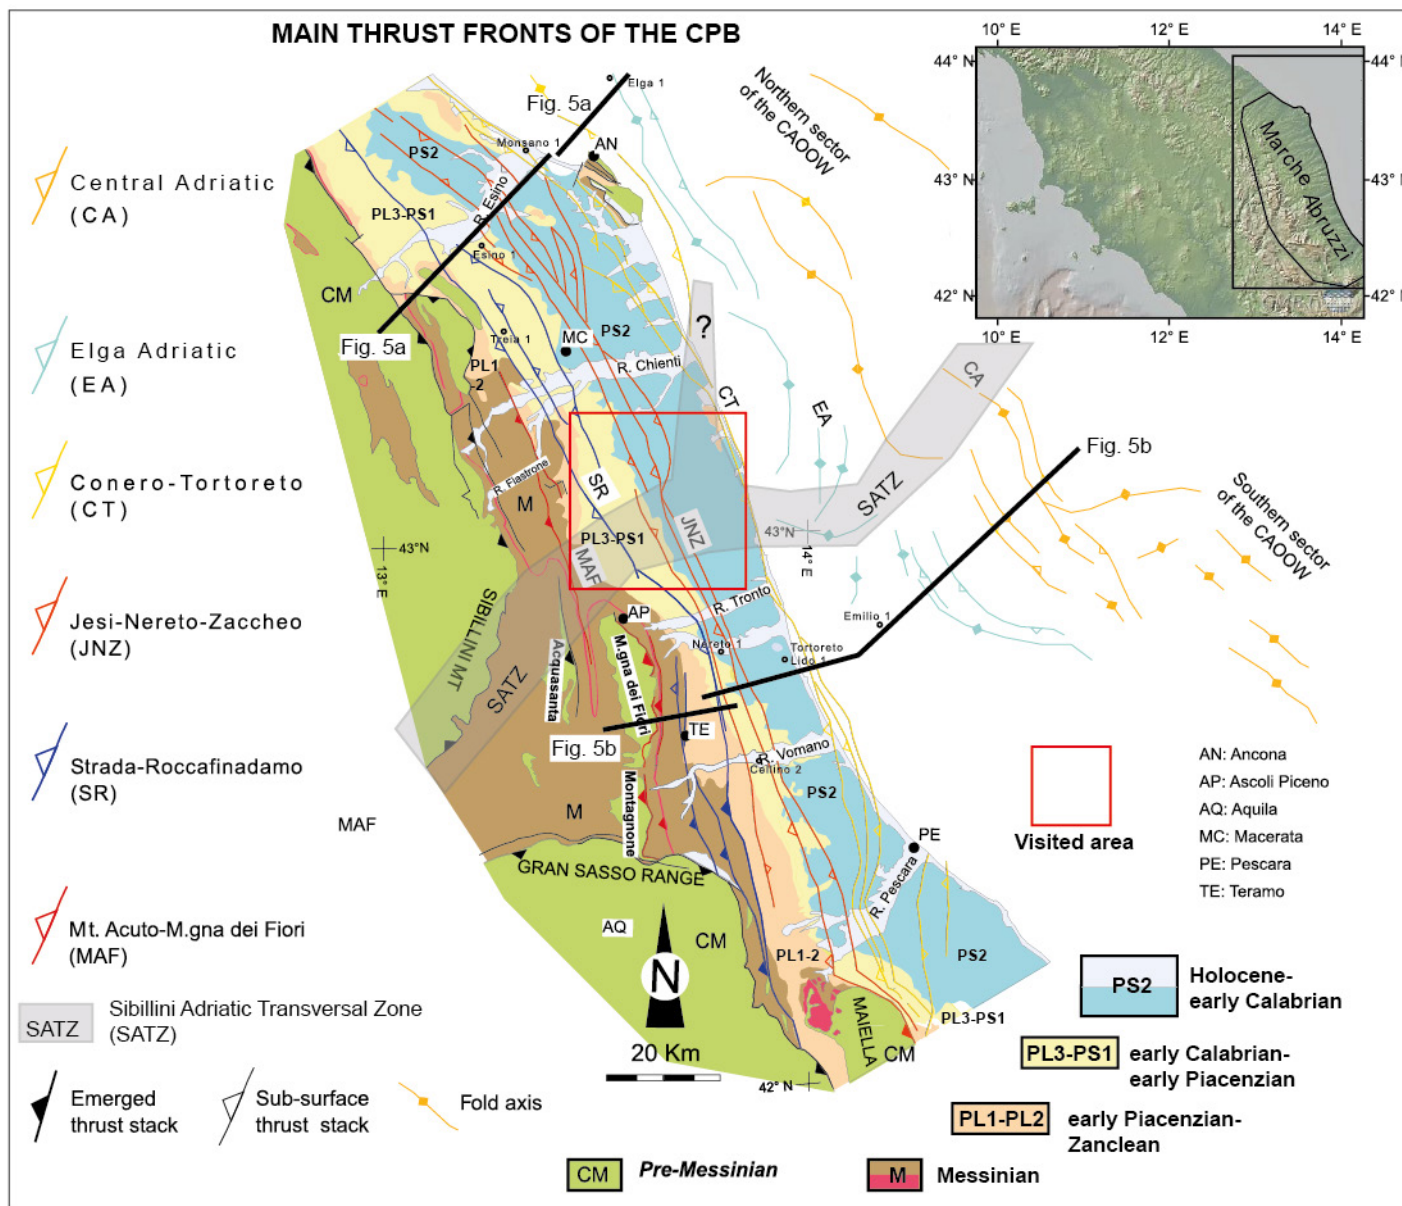 MAIN THRUST FRONTS OF THE CPB
10° E
12° E
14° E
44° N
44° N
43° N
43° N
42° N
42° N
10° E
12° E
14° E
Marche Abruzzi
Northern sector
of the CAOOW
Elga 1
Fig. 5a
Monsano 1
AN
PS2
R. Esino
PL3-PS1
Esino 1
CM
Fig. 5a
Treia 1
MC
PS2
?
PL1
-2
R. Chienti
CT
EA
CA
SATZ
Fig. 5b
Southern sector
of the CAOOW
R. Fiastrone
M
SR
JNZ
PL3-PS1
MAF
43°N
13° E
43°N
14° E
SIBILLINI MT
SATZ
AP
R. Tronto
Emilio 1
Nereto 1
Tortoreto
Lido 1
Acquasanta
M.gna dei Fiori
Fig. 5b
TE
R. Vomano
Cellino 2
M
Montagnone
PS2
PE
R. Pescara
GRAN SASSO RANGE
AQ
CM
N
20 Km
PL1-2
PS2
PL3-PS1
MAIELLA
CM
42° N
Central Adriatic
(CA)
Elga Adriatic
(EA)
Conero-Tortoreto
(CT)
Jesi-Nereto-Zaccheo
(JNZ)
Strada-Roccafinadamo
(SR)
MAF
Mt. Acuto-M.gna dei Fiori
(MAF)
SATZ
Sibillini Adriatic Transversal Zone
(SATZ)
Emerged
thrust stack
Sub-surface
thrust stack
Fold axis
Visited area
AN: Ancona
AP: Ascoli Piceno
AQ: Aquila
MC: Macerata
PE: Pescara
TE: Teramo
PS2
Holocene-
early Calabrian
PL3-PS1
early Calabrian-
early Piacenzian
PL1-PL2
early Piacenzian-
Zanclean
CM
Pre-Messinian
M
Messinian